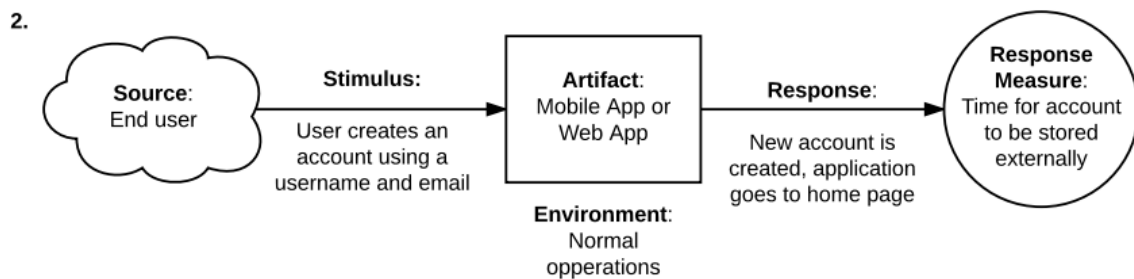 2.
Source:
End user
Stimulus:
User creates an
account using a
username and email
Artifact:
Mobile App or
Web App
Environment:
Normal
opperations
Response:
New account is
created, application
goes to home page
Response
Measure:
Time for account
to be stored
externally